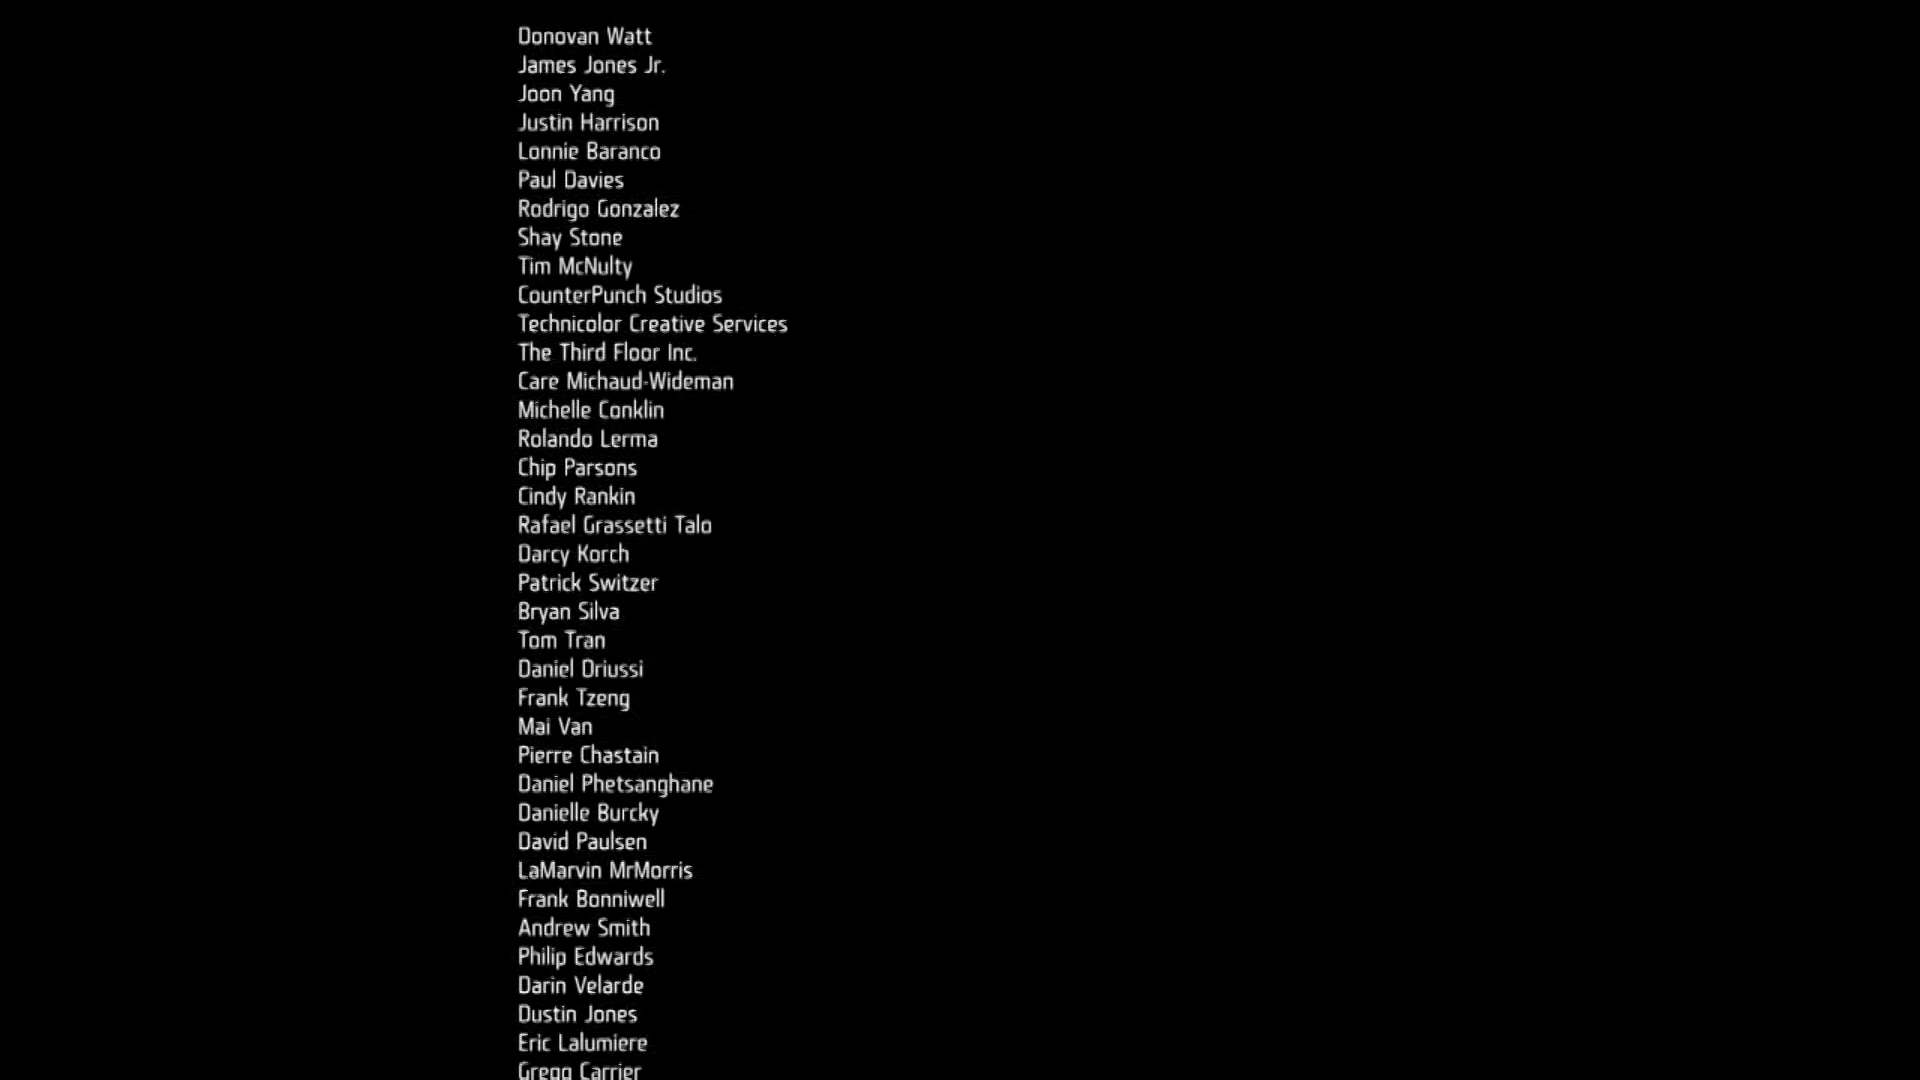 Donovan Watt
James Jones Jr.
Joon Yang
Justin Harrison
Lonnie Baranco
Paul Davies
Rodrigo Gonzalez
Shay Stone
Tim McNulty
CounterPunch Studios
Technicolor Creative Services
The Third Floor Inc.
Care Michaud-Wideman
Michelle Conklin
Rolando Lerma
Chip Parsons
Cindy Rankin
Rafael Grassetti Talo
Darcy Korch
Patrick Switzer
Bryan Silva
Tom Tran
Daniel Oriussi
Frank Tzeng
Mai Van
Pierre Chastain
Daniel Phetsanghane
Danielle Burcky
David Paulsen
LaMarvin MrMorris
Frank Bonniwell
Andrew Smith
Philip Edwards
Darin Velarde
Dustin Jones
Eric Lalumiere
Gregg Carrier